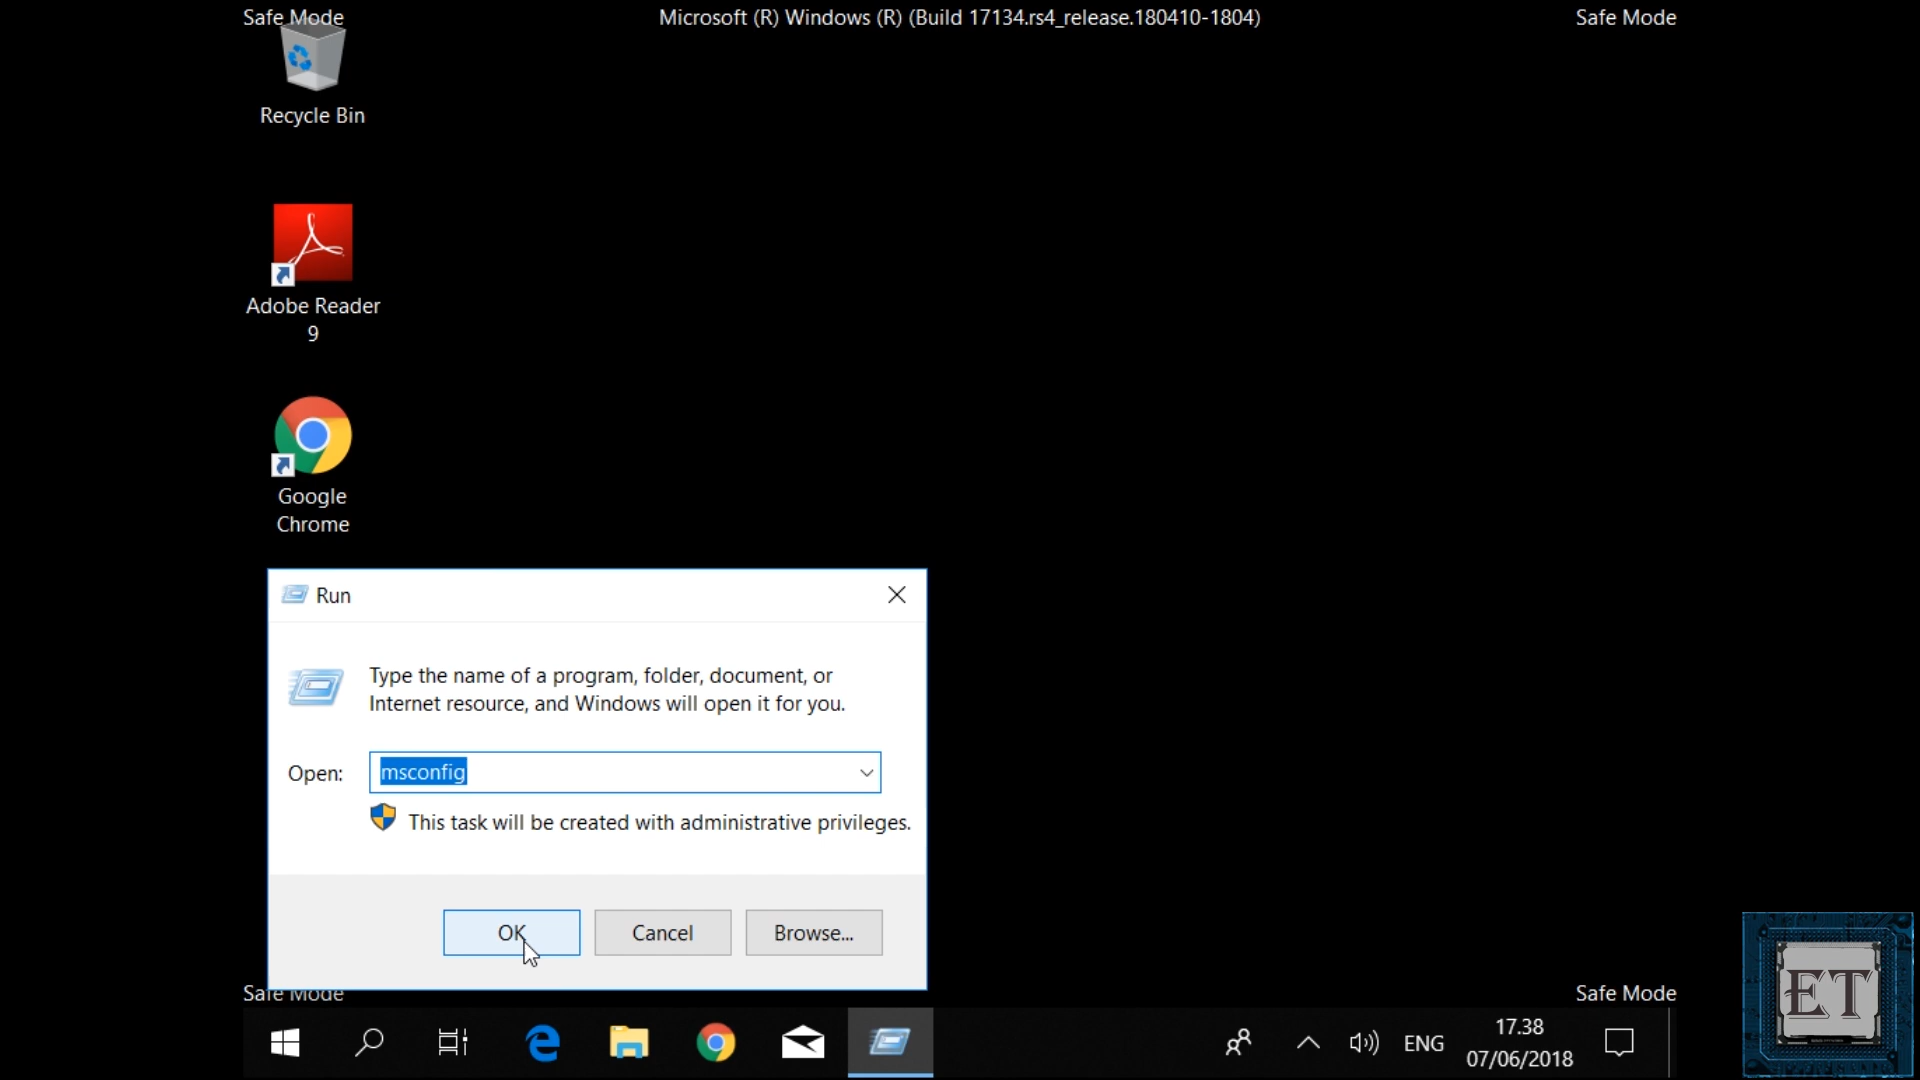 Safe Mode
Microsoft (R) Windows (R) (Build 17134.rs4_release.180410-1804)
Safe Mode
Recycle Bin
Adobe Reader
9
Google
Chrome
Run
Type the name of a program, folder, document, or
Internet resource, and Windows will open it for you.
Open:
msconfig
This task will be created with administrative privileges.
OK
Cancel
Browse...
Safe Mode
Safe Mode
ENG
17.38
07/06/2018
ET